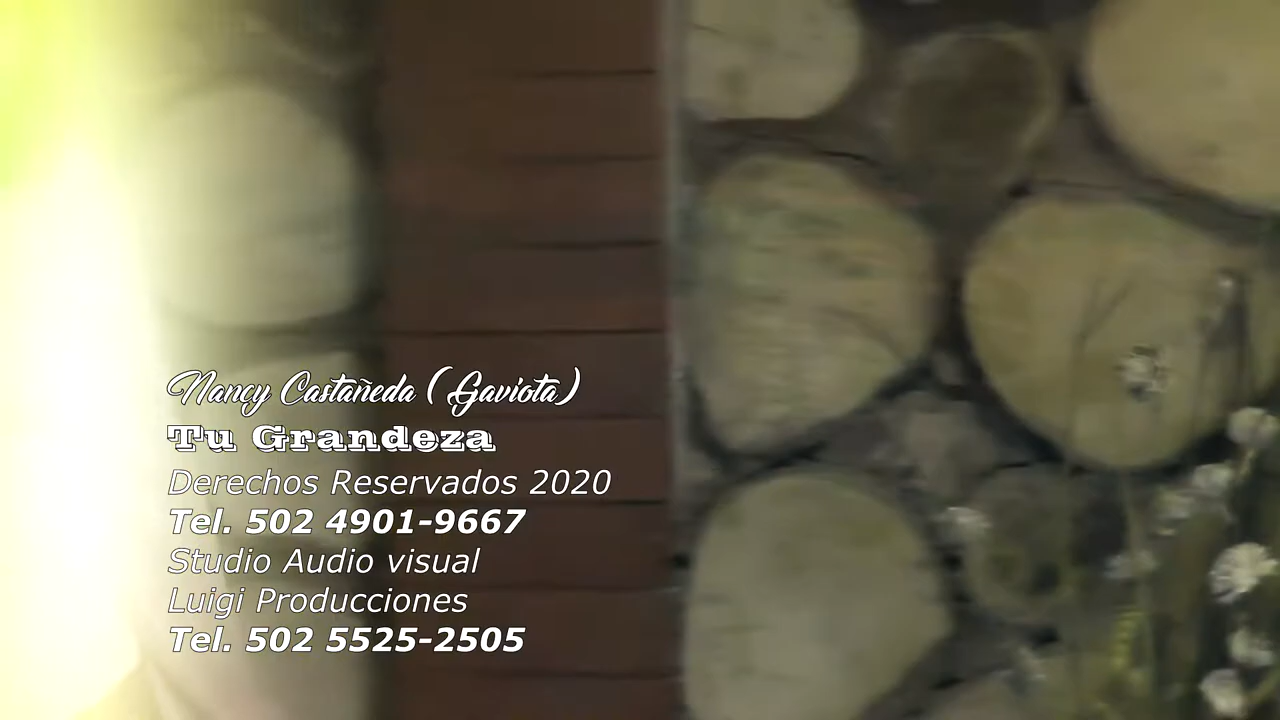 Nancy Castañeda (Gaviota)
Tu Grandeza
Derechos Reservados 2020
Tel. 502 4901-9667
Studio Audio visual
Luigi Producciones
Tel. 502 5525-2505